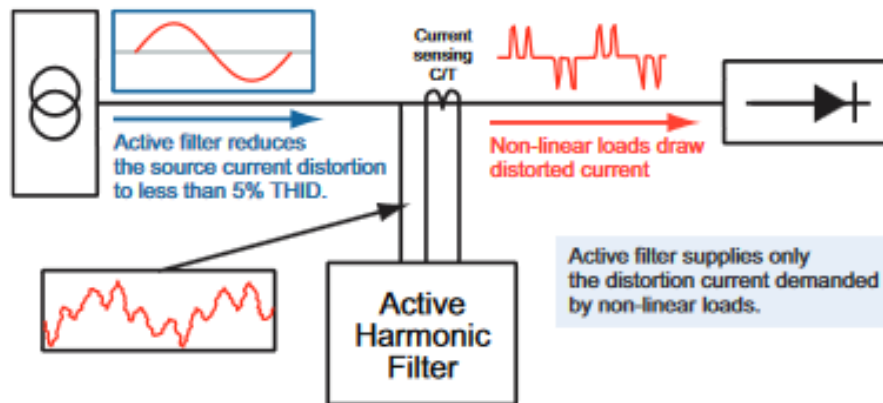 Current
sensing
C/T
Active filter reduces
the source current distortion
to less than 5% THID.
Non-linear loads draw
distorted current
Active filter supplies only
the distortion current demanded
by non-linear loads.
Active
Harmonic
Filter